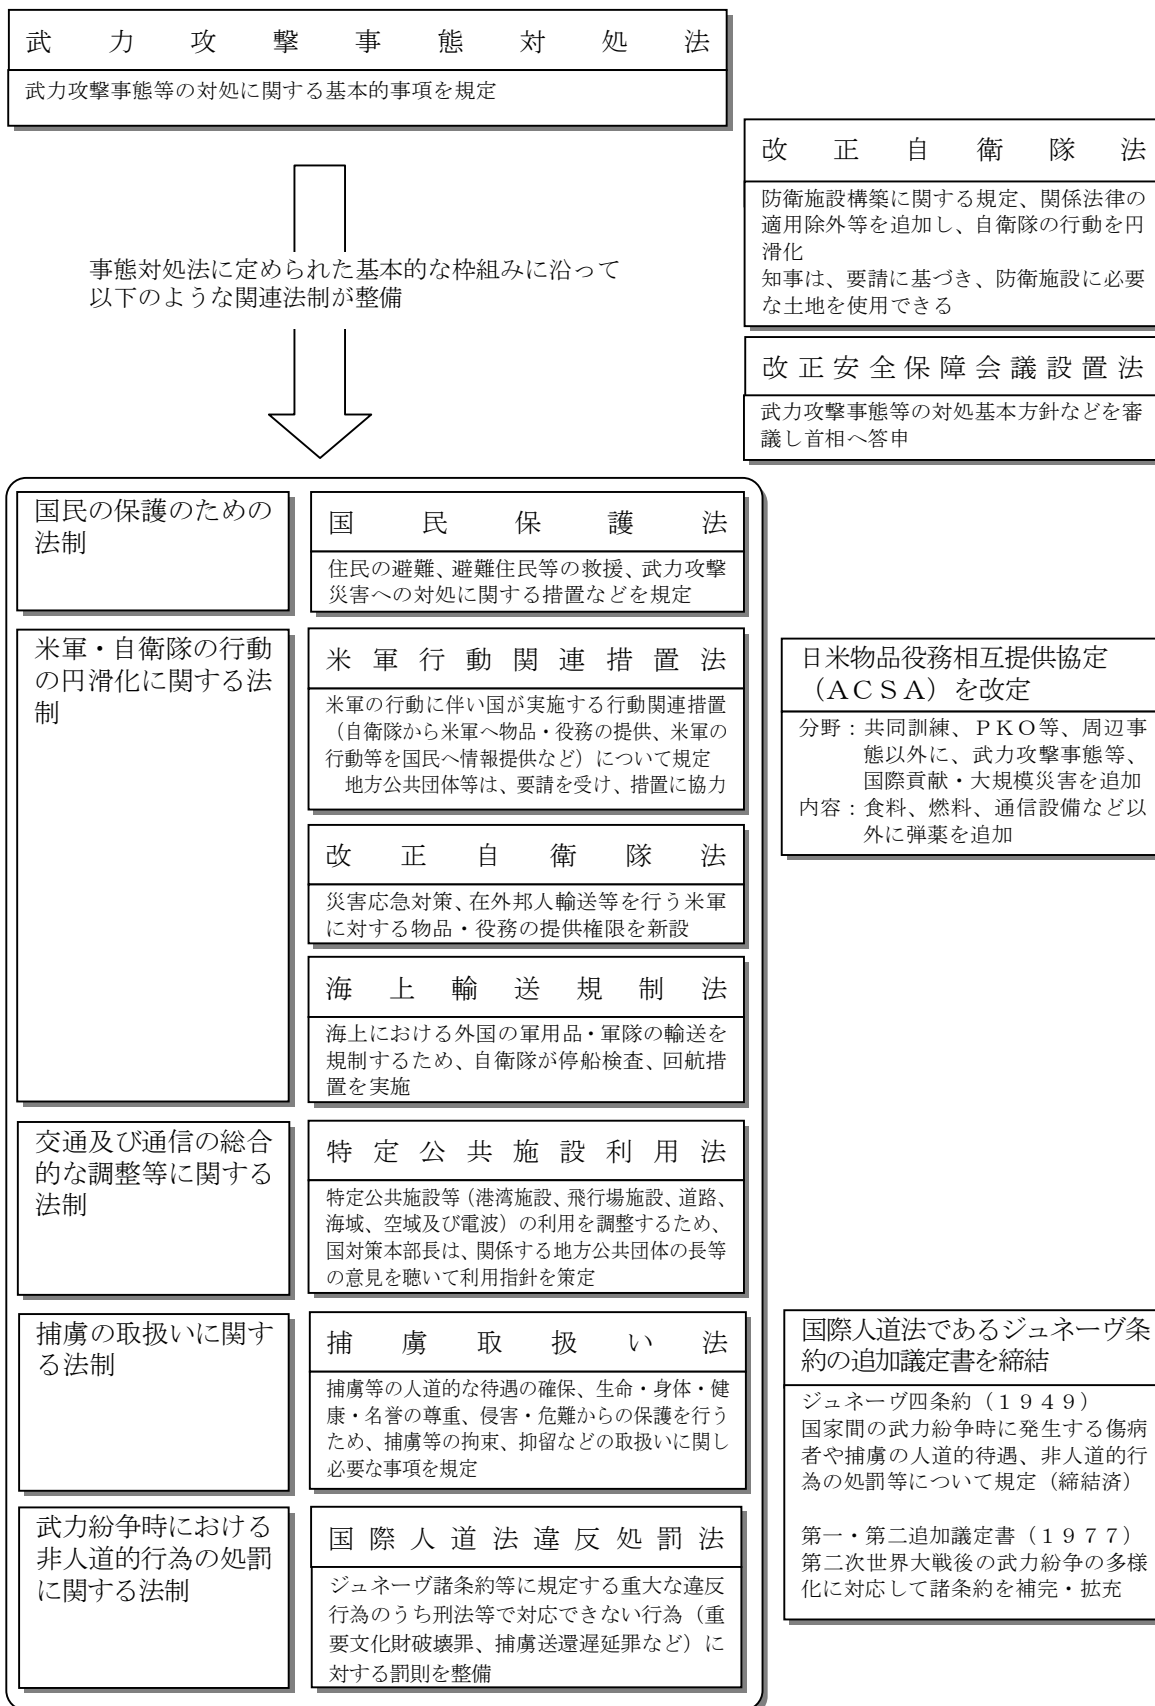 武力攻撃事態対処法
武力攻撃事態等の対処に関する基本的事項を規定
改正自衛隊法
防衛施設構築に関する規定、関係法律の
適用除外等を追加し、自衛隊の行動を円
滑化
知事は、要請に基づき、防衛施設に必要
な土地を使用できる
事態対処法に定められた基本的な枠組みに沿って
以下のような関連法制が整備
改正安全保障会議設置法
武力攻撃事態等の対処基本方針などを審
議し首相へ答申
国民の保護のための
法制
国民保護法
住民の避難、避難住民等の救援、武力攻撃
災害への対処に関する措置などを規定
米軍・自衛隊の行動
の円滑化に関する法
制
米軍行動関連措置法
米軍の行動に伴い国が実施する行動関連措置
（自衛隊から米軍へ物品・役務の提供、米軍の
行動等を国民へ情報提供など）について規定
地方公共団体等は、要請を受け、措置に協力
日米物品役務相互提供協定
（ＡＣＳＡ）を改定
分野：共同訓練、ＰＫＯ等、周辺事
態以外に、武力攻撃事態等、
国際貢献・大規模災害を追加
内容：食料、燃料、通信設備など以
外に弾薬を追加
改正自衛隊法
災害応急対策、在外邦人輸送等を行う米軍
に対する物品・役務の提供権限を新設
海上輸送規制法
海上における外国の軍用品・軍隊の輸送を
規制するため、自衛隊が停船検査、回航措
置を実施
交通及び通信の総合
的な調整等に関する
法制
特定公共施設利用法
特定公共施設等（港湾施設、飛行場施設、道路、
海域、空域及び電波）の利用を調整するため、
国対策本部長は、関係する地方公共団体の長等
の意見を聴いて利用指針を策定
捕虜の取扱いに関す
る法制
捕虜取扱い法
捕虜等の人道的な待遇の確保、生命・身体・健
康・名誉の尊重、侵害・危難からの保護を行う
ため、捕虜等の拘束、抑留などの取扱いに関し
必要な事項を規定
国際人道法であるジュネーヴ条
約の追加議定書を締結
ジュネーヴ四条約（１９４９）
国家間の武力紛争時に発生する傷病
者や捕虜の人道的待遇、非人道的行
為の処罰等について規定（締結済）
第一・第二追加議定書（１９７７）
第二次世界大戦後の武力紛争の多様
化に対応して諸条約を補完・拡充
武力紛争時における
非人道的行為の処罰
に関する法制
国際人道法違反処罰法
ジュネーヴ諸条約等に規定する重大な違反
行為のうち刑法等で対応できない行為（重
要文化財破壊罪、捕虜送還遅延罪など）に
対する罰則を整備